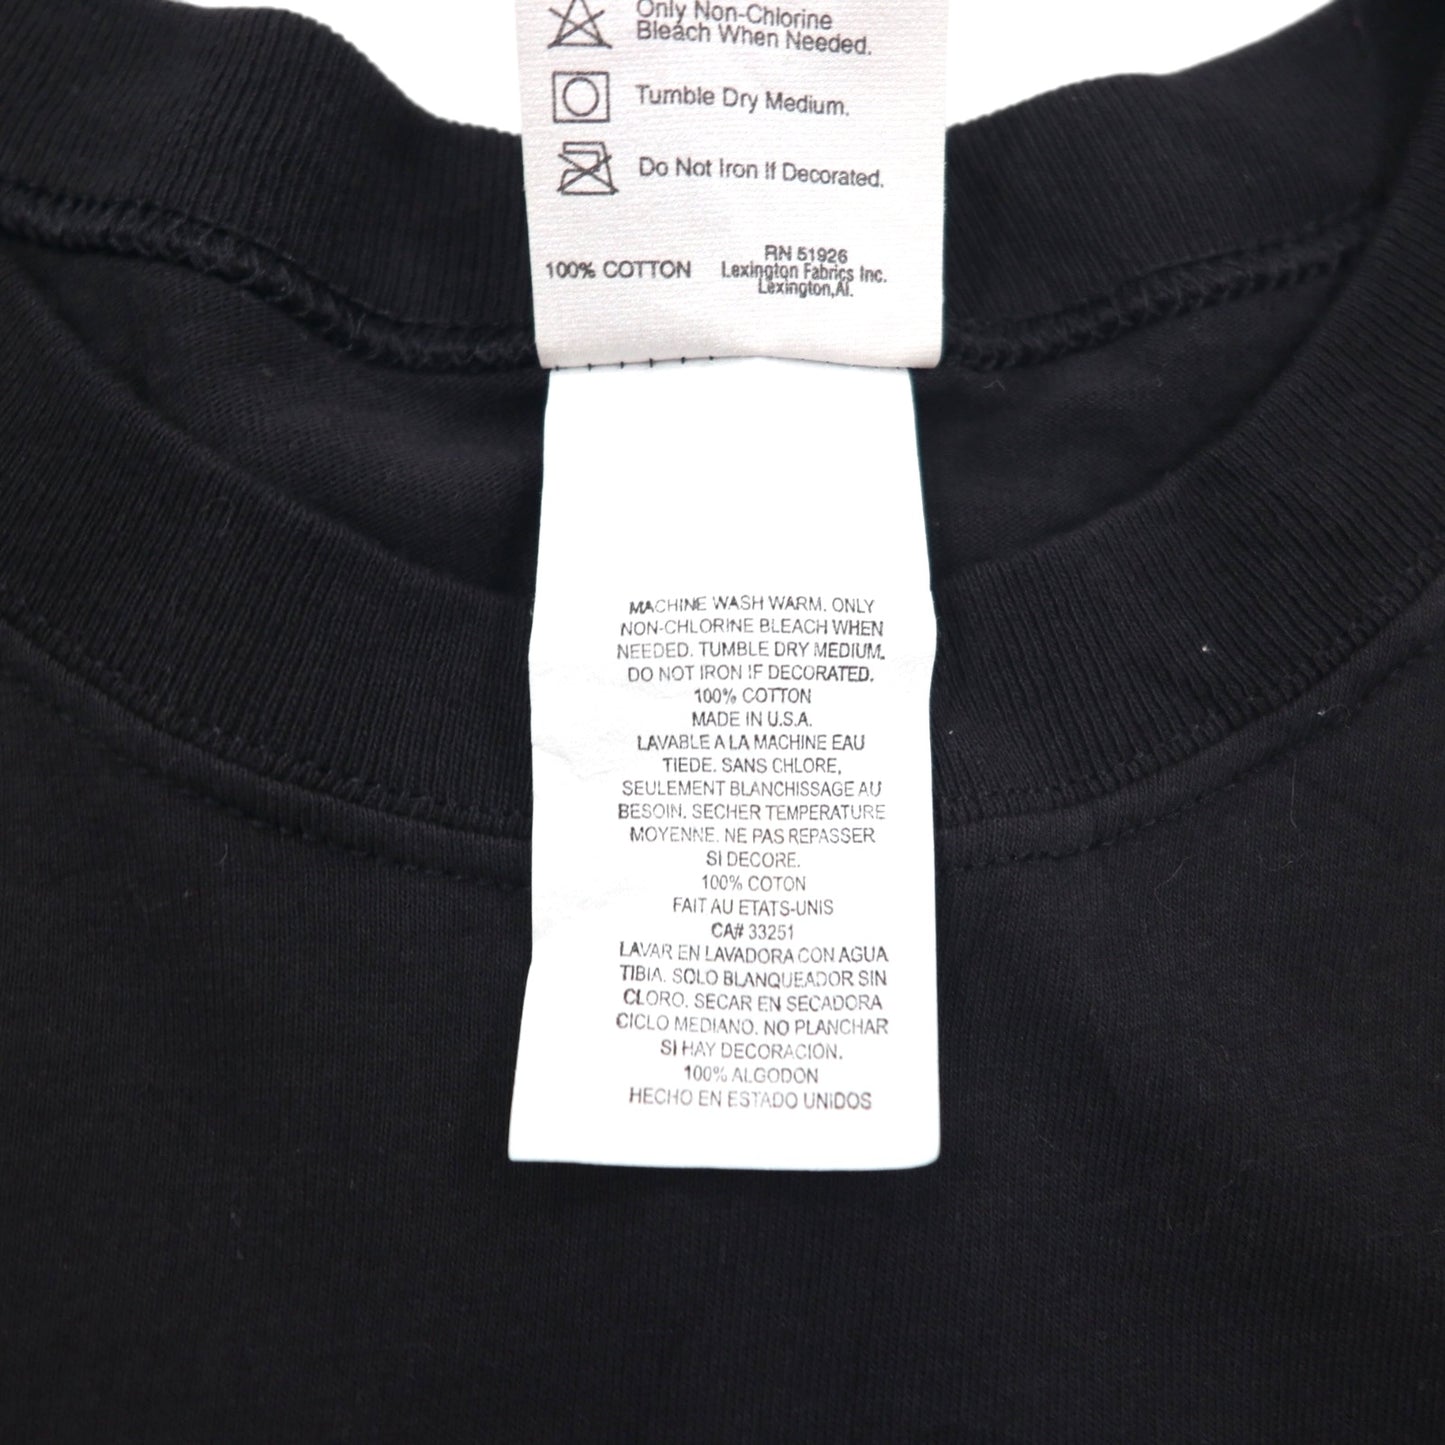 Only Non-Chlorine
Bleach When Needed.
Tumble Dry Medium.
Do Not Iron If Decorated.
100% COTTON
RN 51926
Lexington Fabrics Inc.
Lexington,Al.
MACHINE WASH WARM. ONLY
NON-CHLORINE BLEACH WHEN
NEEDED. TUMBLE DRY MEDIUM.
DO NOT IRON IF DECORATED.
100% COTTON
MADE IN U.S.A.
LAVABLE A LA MACHINE EAU
TIEDE. SANS CHLORE,
SEULEMENT BLANCHISSAGE AU
BESOIN. SECHER TEMPERATURE
MOYENNE. NE PAS REPASSER
SI DECORE.
100% COTON
FAIT AU ETATS-UNIS
CA# 33251
LAVAR EN LAVADORA CON AGUA
TIBIA. SOLO BLANQUEADOR SIN
CLORO. SECAR EN SECADORA
CICLO MEDIANO. NO PLANCHAR
SI HAY DECORACION.
100% ALGODON
HECHO EN ESTADO UNIDOS